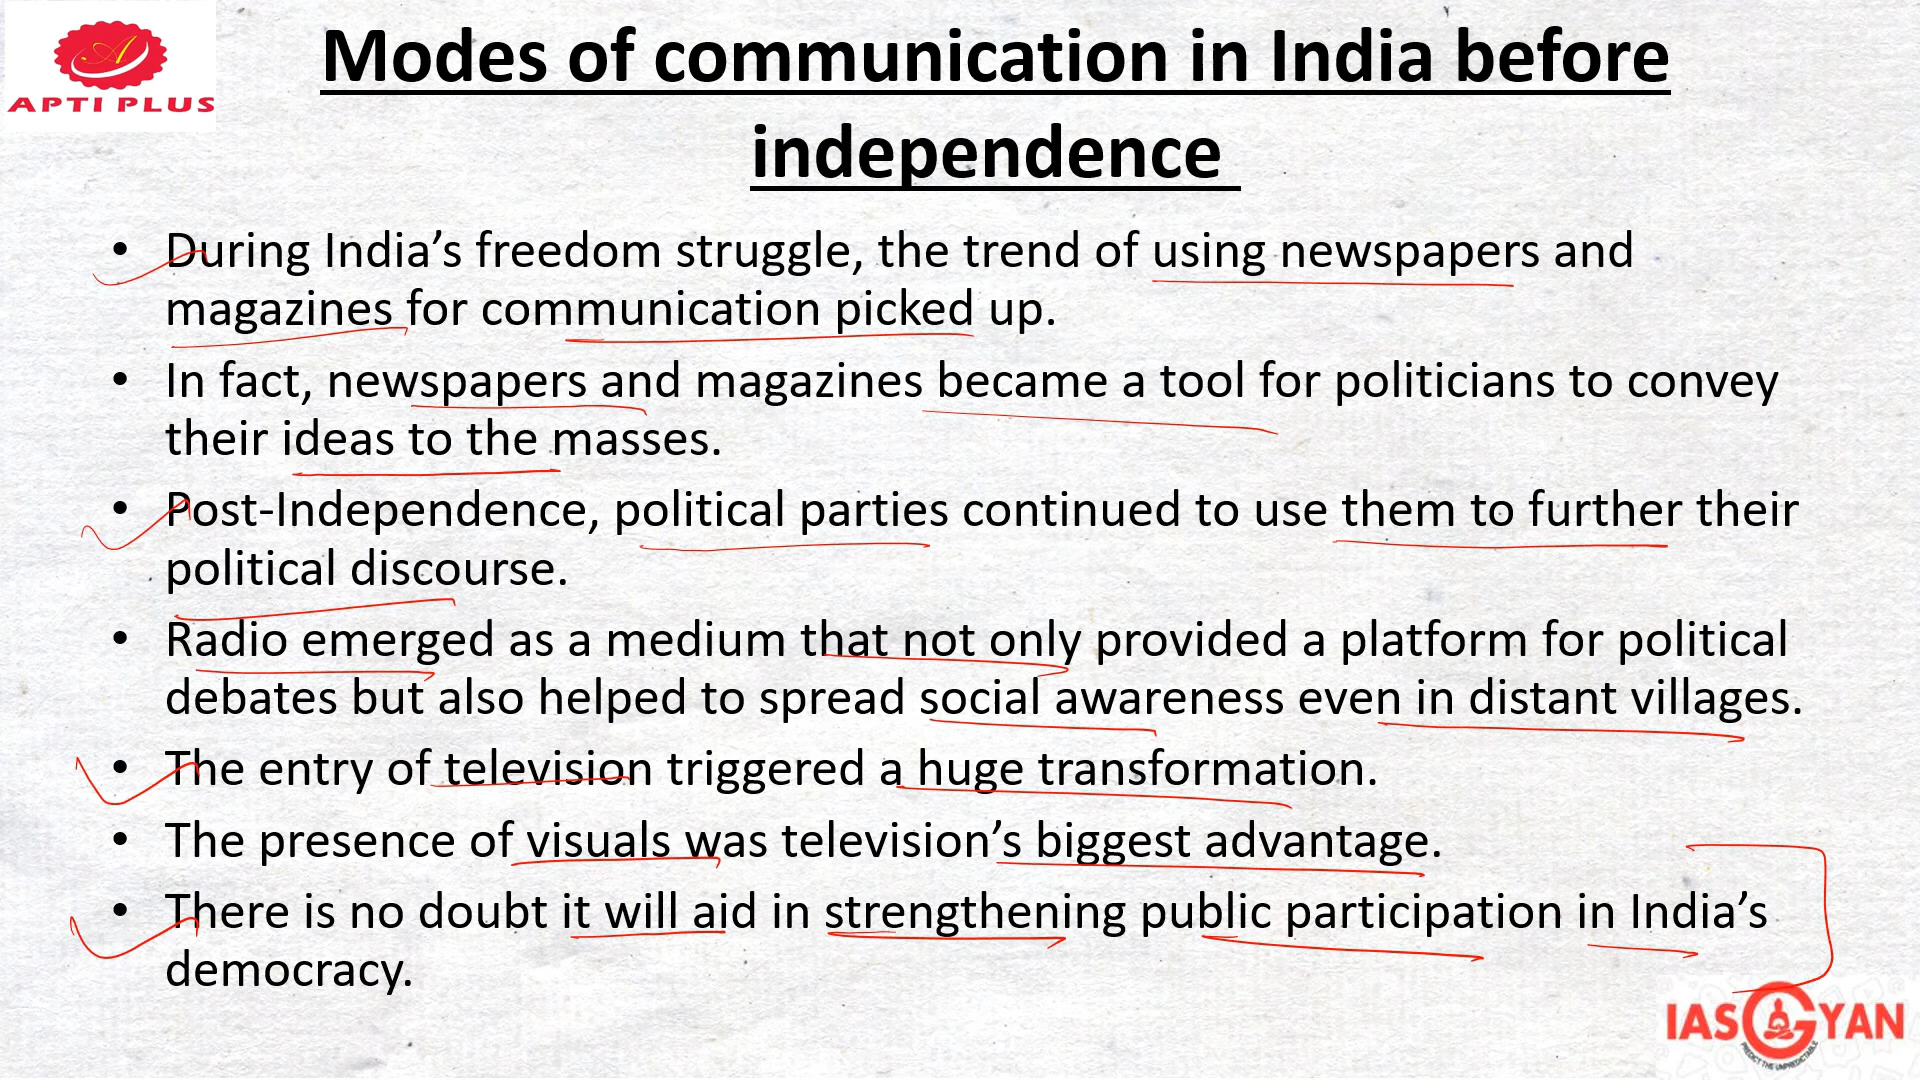 APTI PLUS
Modes of communication in India before
independence
• During India’s freedom struggle, the trend of using newspapers and
magazines for communication picked up.
• In fact, newspapers and magazines became a tool for politicians to convey
their ideas to the masses.
• Post-Independence, political parties continued to use them to further their
political discourse.
• Radio emerged as a medium that not only provided a platform for political
debates but also helped to spread social awareness even in distant villages.
• The entry of television triggered a huge transformation.
• The presence of visuals was television’s biggest advantage.
• There is no doubt it will aid in strengthening public participation in India’s
democracy.
IAS GYAN
PREDICT THE UNPREDICTABLE